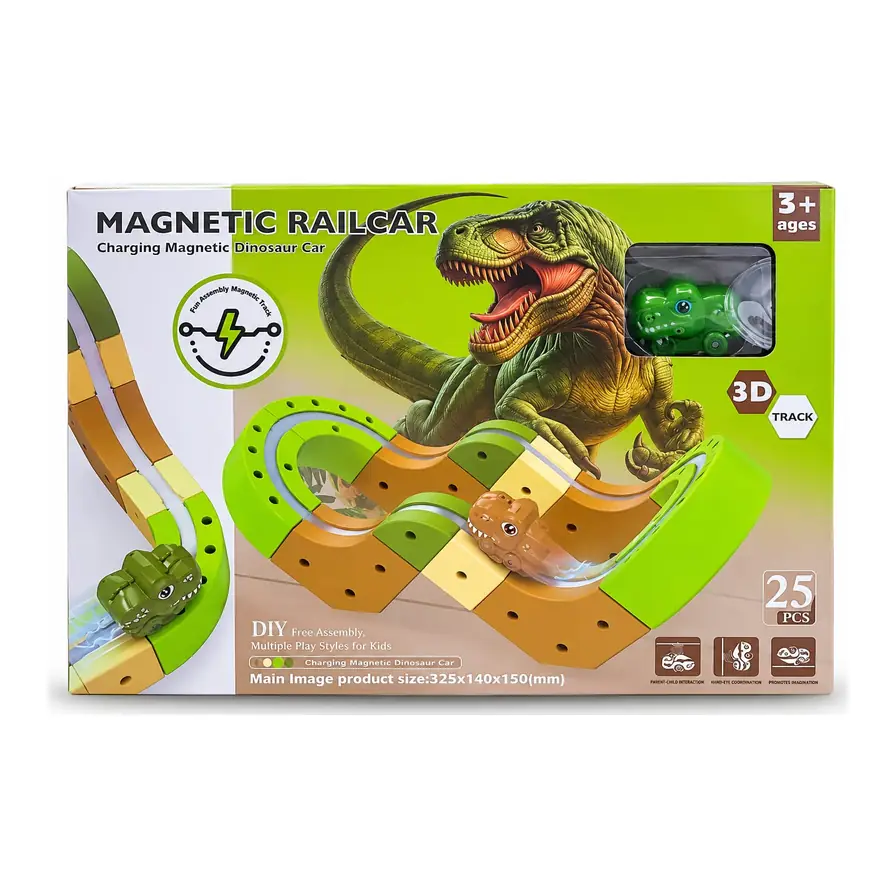 MAGNETIC RAILCAR
Charging Magnetic Dinosaur Car
3+
ages
Fun Assembly Magnetic Track
3D
TRACK
25
PCS
DIY Free Assembly,
Multiple Play Styles for Kids
Charging Magnetic Dinosaur Car
Main Image product size:325x140x150(mm)
PARENT-CHILD INTERACTION
HAND-EYE COORDINATION
PROMOTES IMAGINATION